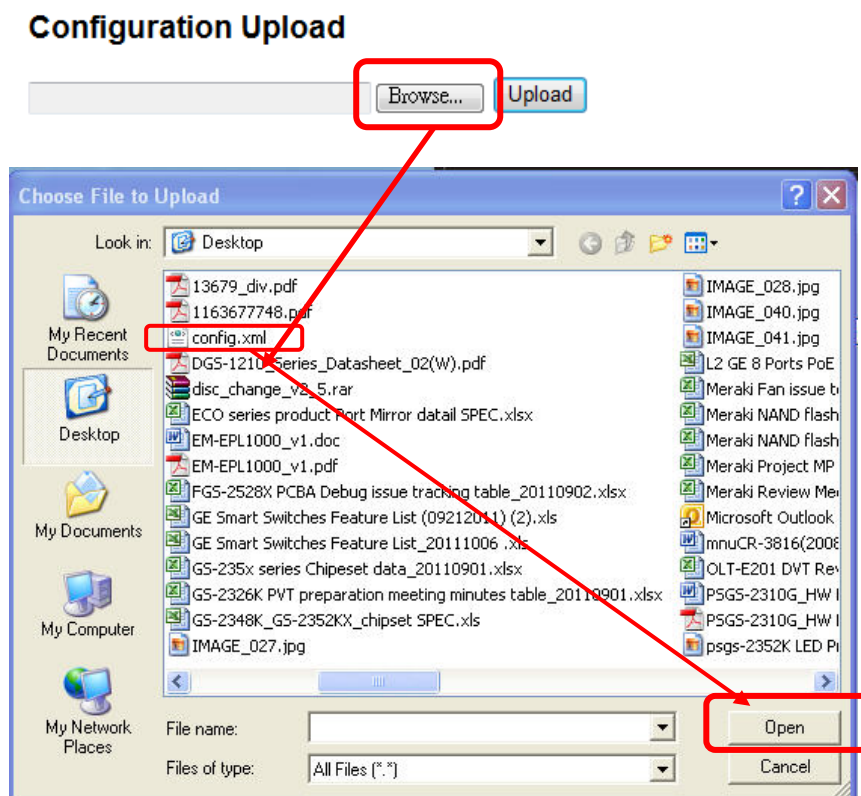 Configuration Upload
Browse... Upload
Choose File to Upload
Look in: Desktop
My Recent Documents
Desktop
My Documents
My Computer
My Network Places
13679_div.pdf
1163677748.pdf
config.xml
DGS-1210_Series_Datasheet_02(W).pdf
disc_change_v2_5.rar
ECO series product Port Mirror datail SPEC.xlsx
EM-EPL1000_v1.doc
EM-EPL1000_v1.pdf
FGS-2528X PCBA Debug issue tracking table_20110902.xlsx
GE Smart Switches Feature List (09212011) (2).xls
GE Smart Switches Feature List_20111006 .xls
GS-235x series Chipeset data_20110901.xlsx
GS-2326K PVT preparation meeting minutes table_20110901.xlsx
GS-2348K_GS-2352KX_chipset SPEC.xls
IMAGE_027.jpg
IMAGE_028.jpg
IMAGE_040.jpg
IMAGE_041.jpg
L2 GE 8 Ports PoE
Meraki Fan issue t
Meraki NAND flash
Meraki NAND flash
Meraki Project MP
Meraki Review Me
Microsoft Outlook
mnuCR-3816(2008
OLT-E201 DVT Rev
PSGS-2310G_HW
PSGS-2310G_HW
psgs-2352K LED P
File name:
Open
Files of type: All Files (*.*)
Cancel